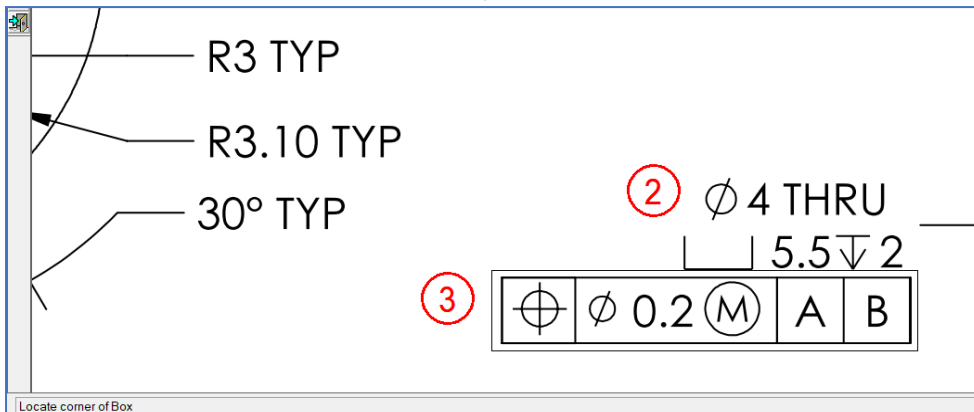 R3 TYP
R3.10 TYP
30° TYP
2 ⌀ 4 THRU
⌴ 5.5 ↧ 2
3 ⌖ ⌀ 0.2 Ⓜ A B
Locate corner of Box